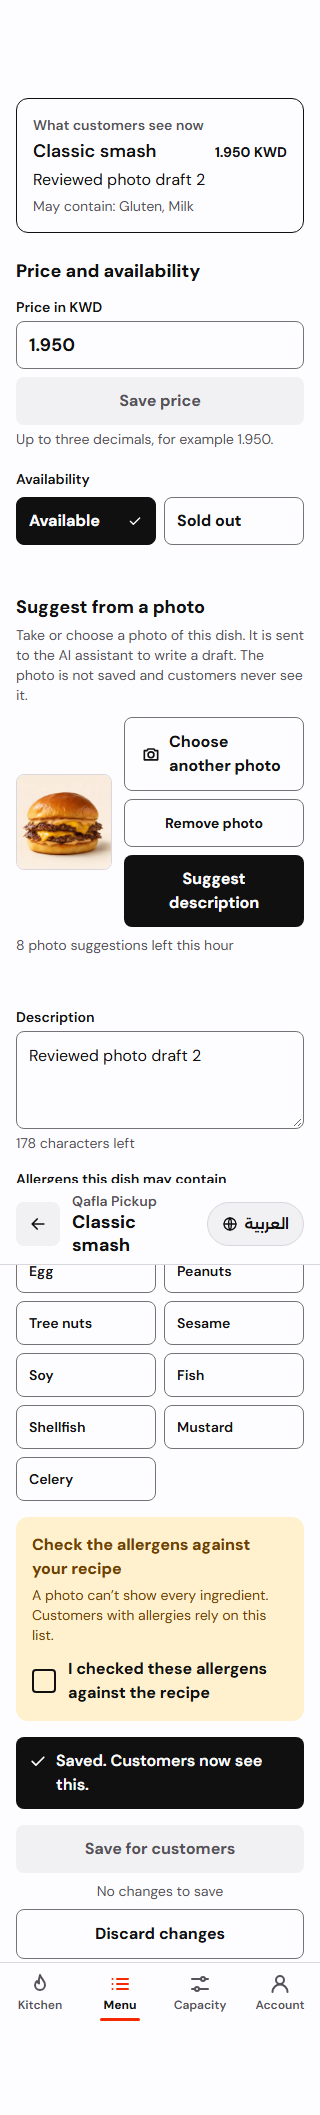 What customers see now
Classic smash 1.950 KWD
Reviewed photo draft 2
May contain: Gluten, Milk
Price and availability
Price in KWD
1.950
Save price
Up to three decimals, for example 1.950.
Availability
Available
Sold out
Suggest from a photo
Take or choose a photo of this dish. It is sent
to the AI assistant to write a draft. The
photo is not saved and customers never see
it.
Choose
another photo
Remove photo
Suggest
description
8 photo suggestions left this hour
Description
Reviewed photo draft 2
178 characters left
Allergens this dish may contain
Qafla Pickup
Classic
smash
العربية
Egg
Peanuts
Tree nuts
Sesame
Soy
Fish
Shellfish
Mustard
Celery
Check the allergens against
your recipe
A photo can’t show every ingredient.
Customers with allergies rely on this
list.
I checked these allergens
against the recipe
Saved. Customers now see
this.
Save for customers
No changes to save
Discard changes
Kitchen
Menu
Capacity
Account